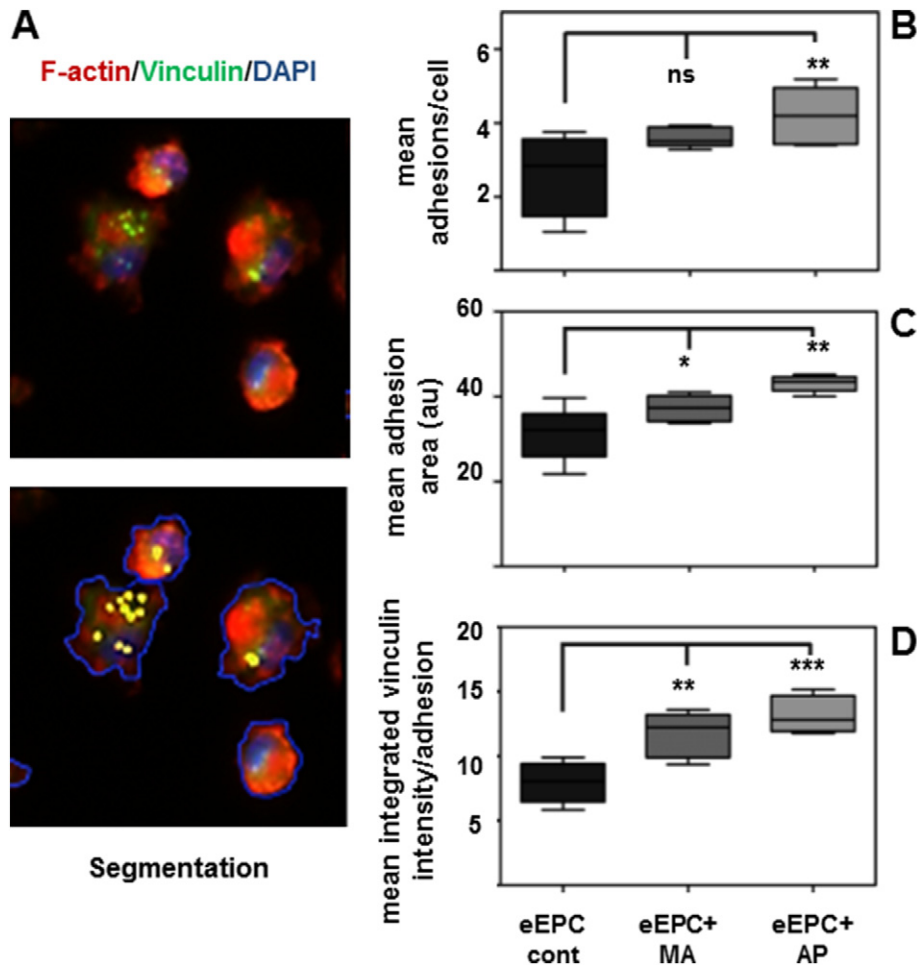 A
F-actin/Vinculin/DAPI
Segmentation
B
mean
adhesions/cell
6
4
2
ns
**
C
mean adhesion
area (au)
60
40
20
*
**
D
mean integrated vinculin
intensity/adhesion
20
15
10
5
**
***
eEPC
cont
eEPC+
MA
eEPC+
AP